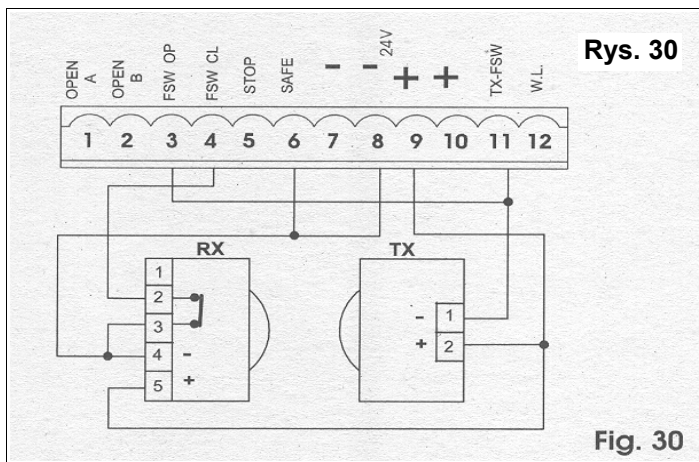 Rys. 30
OPEN A
OPEN B
FSW OP
FSW CL
STOP
SAFE
-
-
24V
+
+
TX-FSW
W.L.
1 2 3 4 5 6 7 8 9 10 11 12
RX
TX
1
2
3
4 -
5 +
- 1
+ 2
Fig. 30